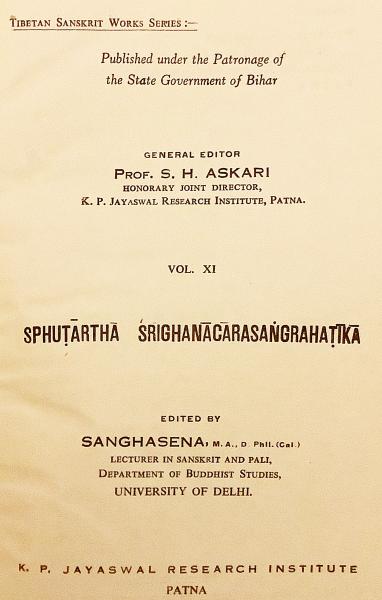 TIBETAN SANSKRIT WORKS SERIES :—
Published under the Patronage of
the State Government of Bihar
GENERAL EDITOR
PROF. S. H. ASKARI
HONORARY JOINT DIRECTOR,
K. P. JAYASWAL RESEARCH INSTITUTE, PATNA.
VOL. XI
SPHUṬĀRTHĀ ŚRIGHANĀCĀRASAṄGRAHAṬĪKĀ
EDITED BY
SANGHASENA, M.A., D. Phil. (Cal.)
LECTURER IN SANSKRIT AND PALI,
DEPARTMENT OF BUDDHIST STUDIES,
UNIVERSITY OF DELHI.
K. P. JAYASWAL RESEARCH INSTITUTE
PATNA